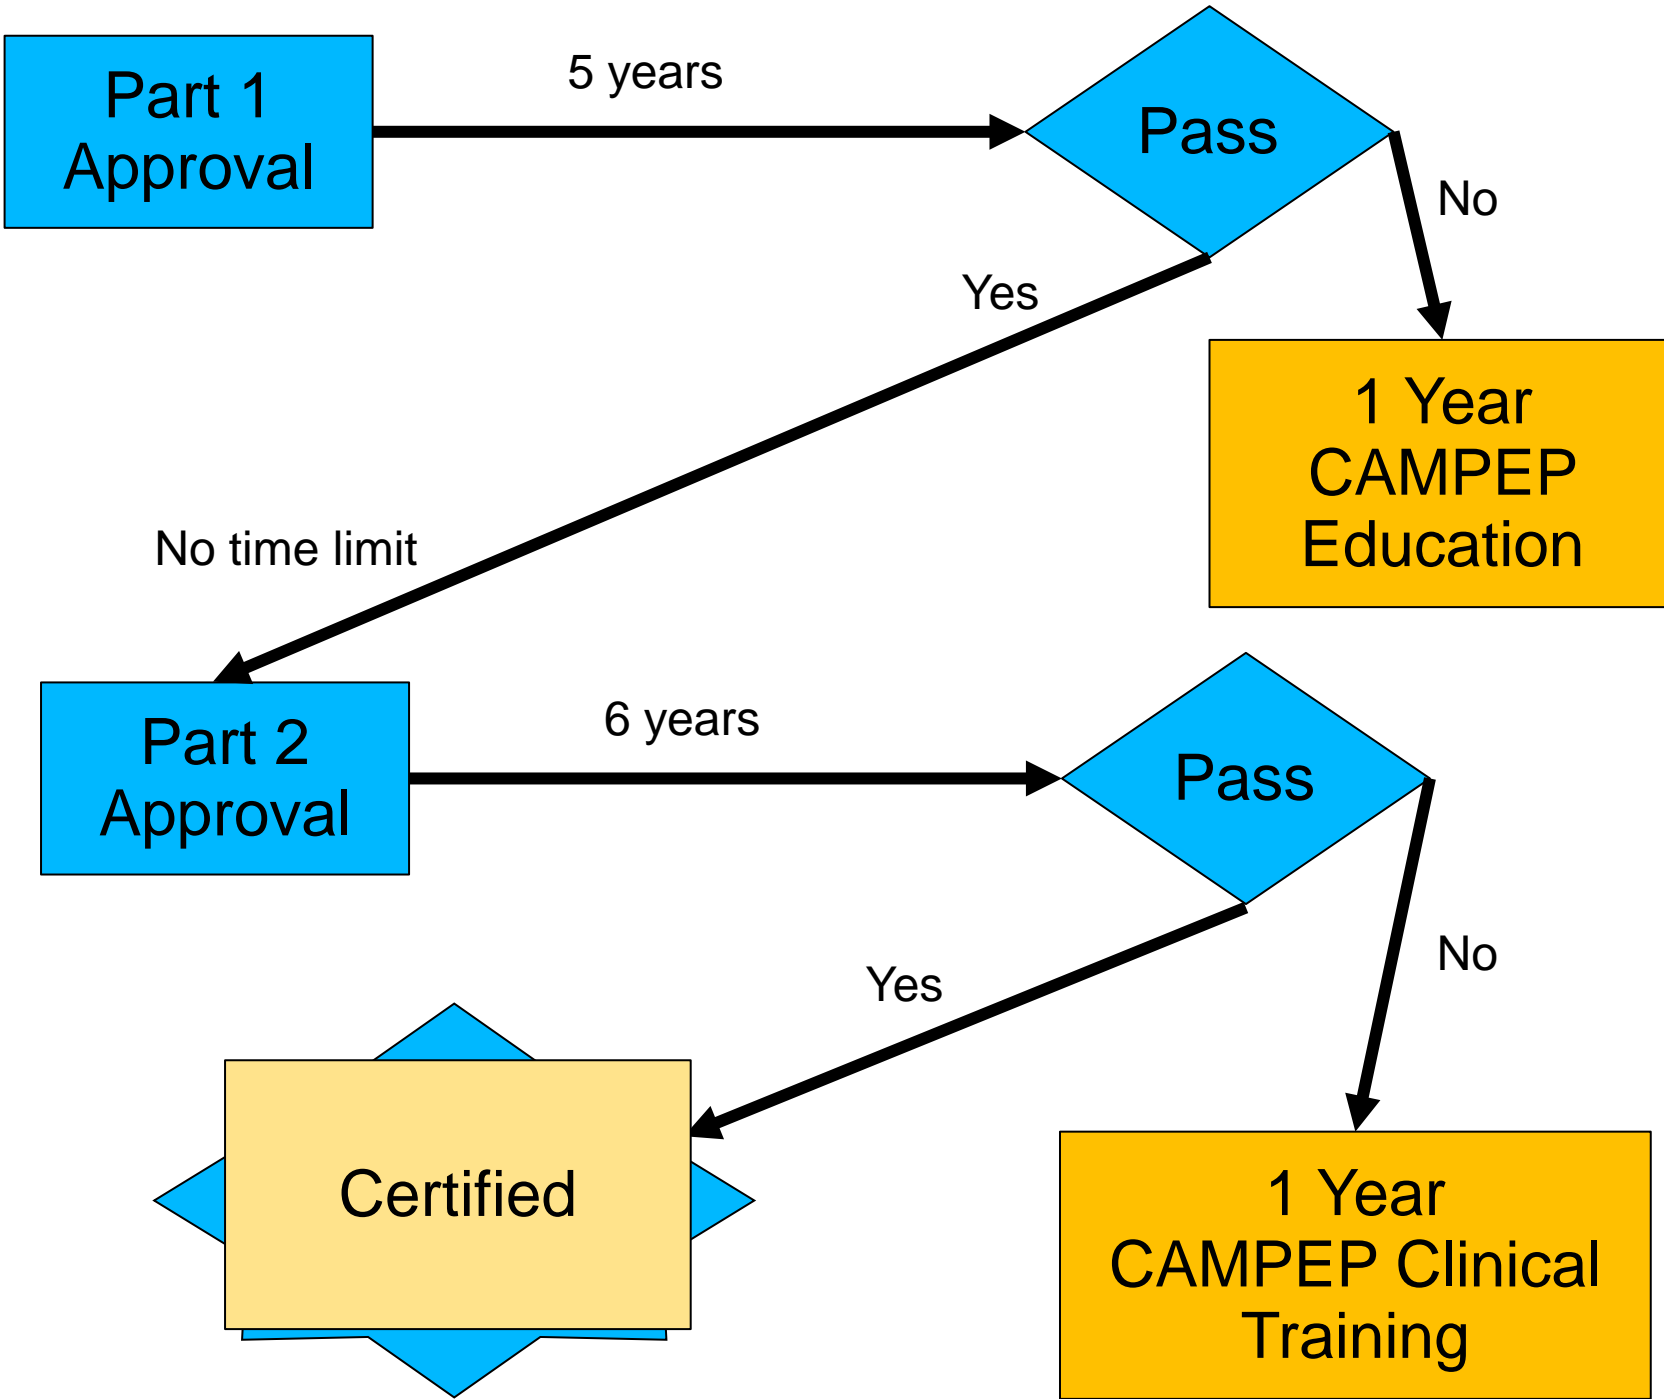 Part 1
Approval
5 years
Pass
No
Yes
1 Year
CAMPEP
Education
No time limit
Part 2
Approval
6 years
Pass
No
Yes
Certified
1 Year
CAMPEP Clinical
Training